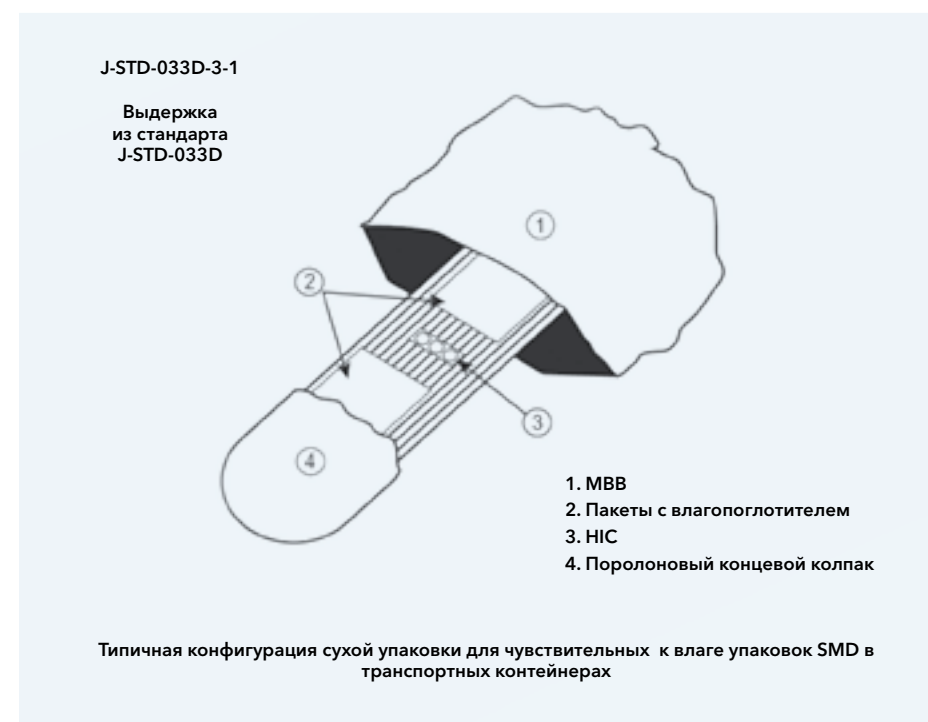 J-STD-033D-3-1
Выдержка
из стандарта
J-STD-033D
1
2
3
4
1. MBB
2. Пакеты с влагопоглотителем
3. HIC
4. Поролоновый концевой колпак
Типичная конфигурация сухой упаковки для чувствительных к влаге упаковок SMD в
транспортных контейнерах